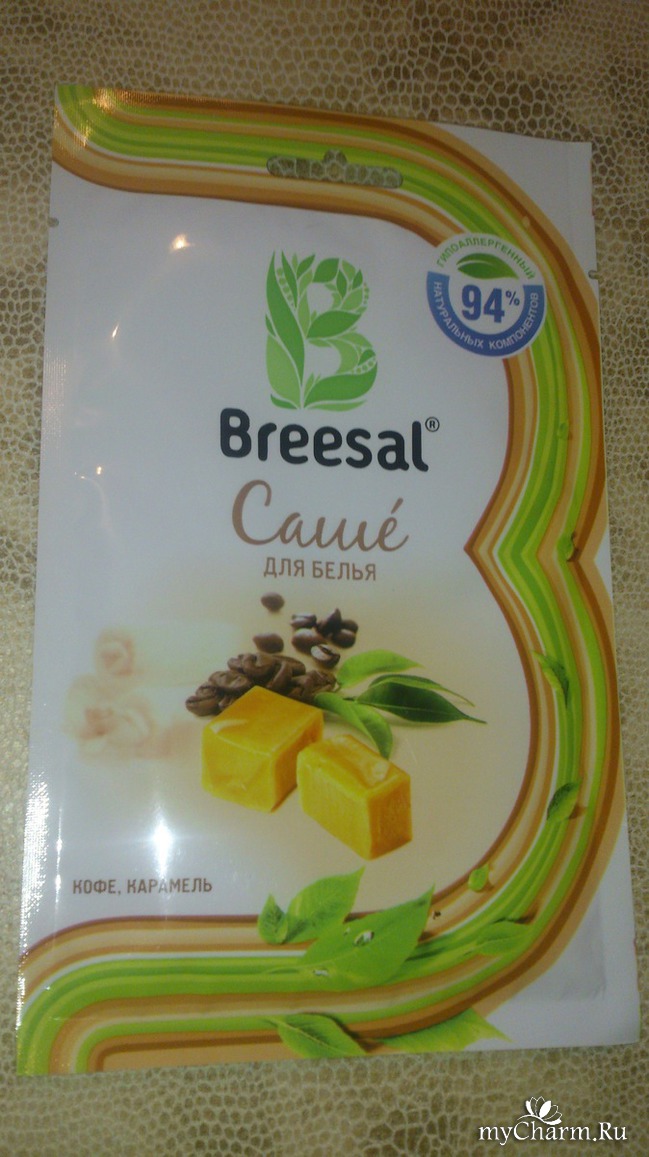 ГИПОАЛЛЕРГЕННЫЙ
94%
НАТУРАЛЬНЫХ КОМПОНЕНТОВ
Breesal®
Саше́
ДЛЯ БЕЛЬЯ
КОФЕ, КАРАМЕЛЬ
myCharm.Ru